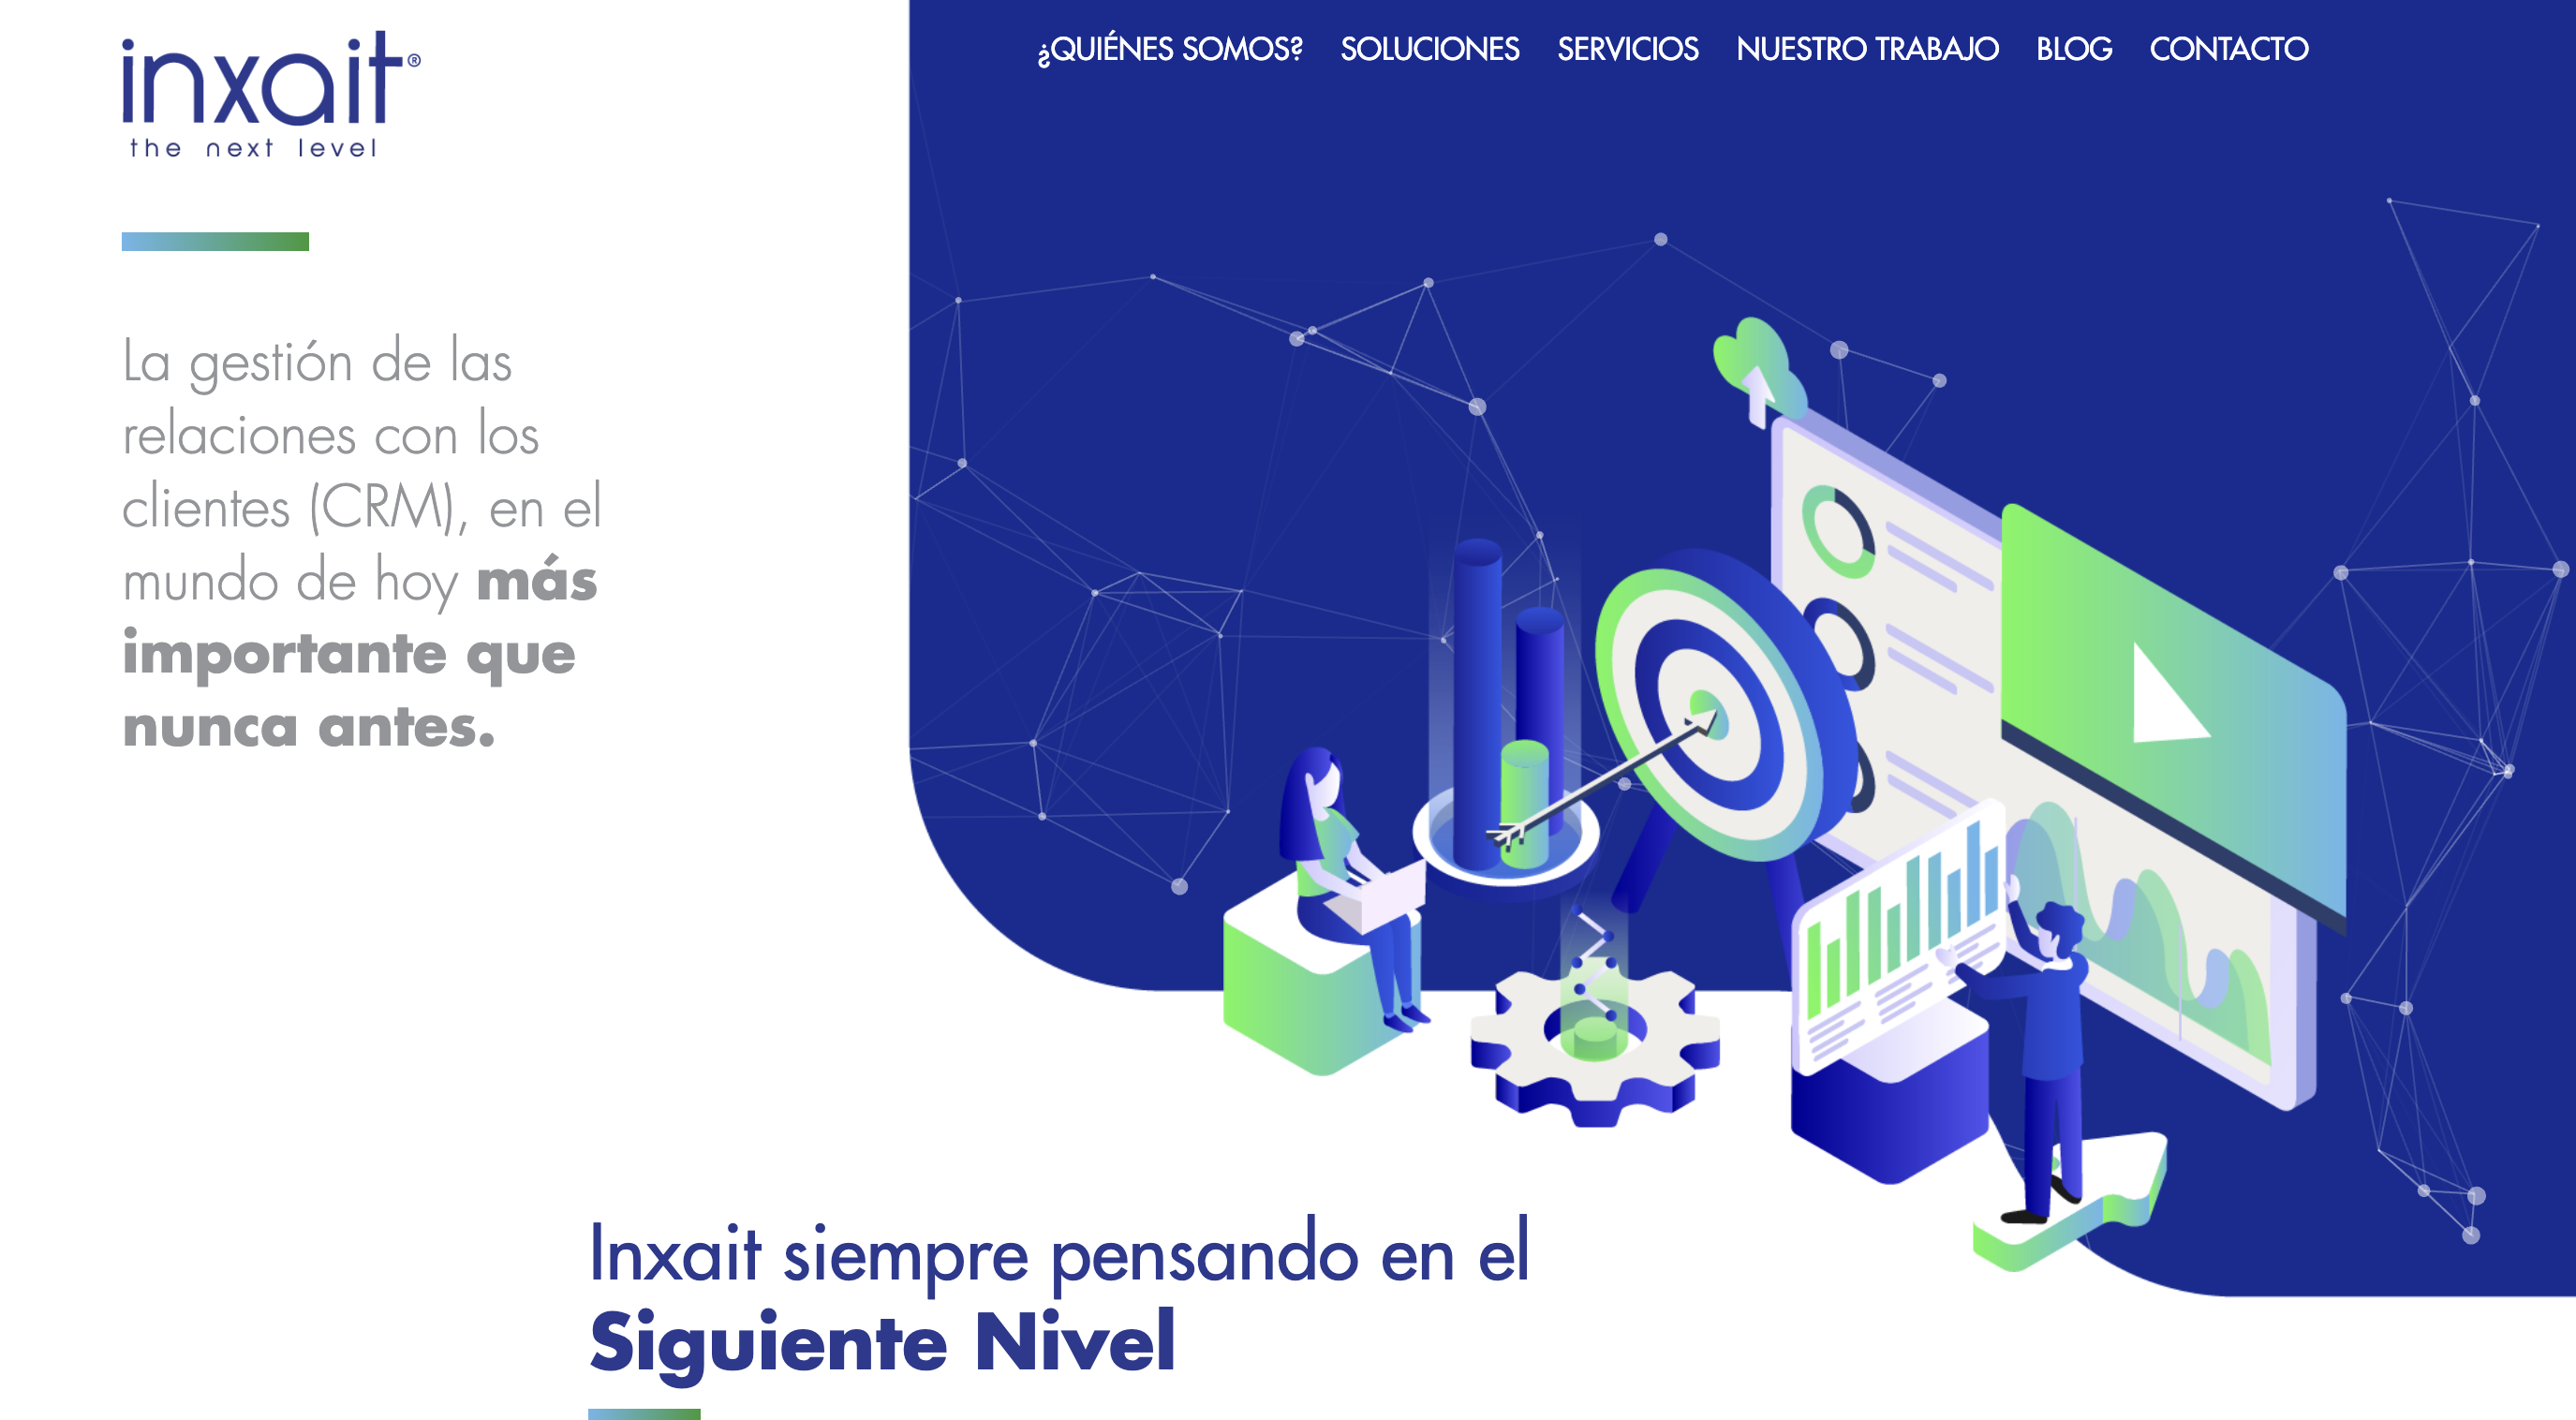 inxait®
the next level
¿QUIÉNES SOMOS? SOLUCIONES SERVICIOS NUESTRO TRABAJO BLOG CONTACTO
La gestión de las
relaciones con los
clientes (CRM), en el
mundo de hoy más
importante que
nunca antes.
Inxait siempre pensando en el
Siguiente Nivel